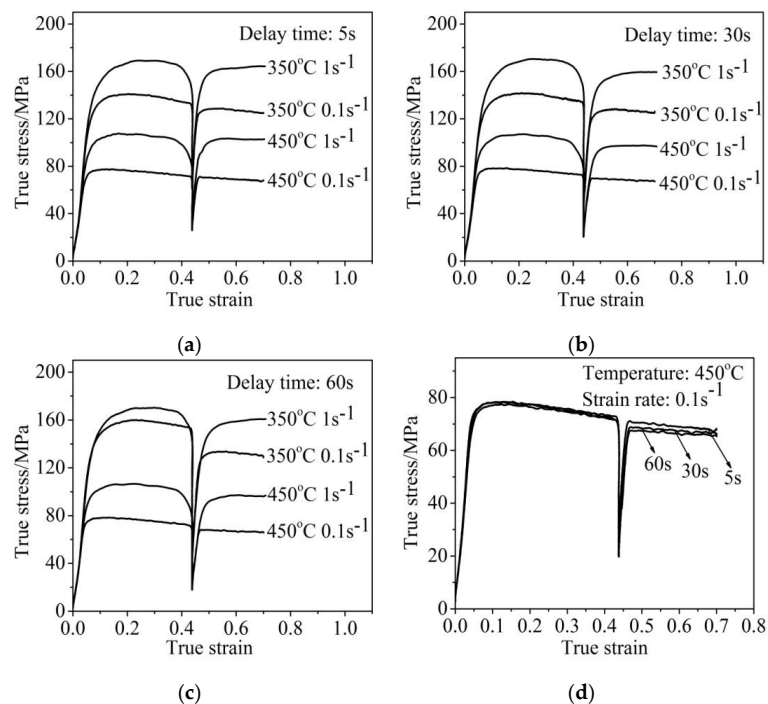 Delay time: 5s
350°C 1s⁻¹
350°C 0.1s⁻¹
450°C 1s⁻¹
450°C 0.1s⁻¹
True stress/MPa
0
40
80
120
160
200
0.0 0.2 0.4 0.6 0.8 1.0
True strain
(a)
Delay time: 30s
350°C 1s⁻¹
350°C 0.1s⁻¹
450°C 1s⁻¹
450°C 0.1s⁻¹
True stress/MPa
0
40
80
120
160
200
0.0 0.2 0.4 0.6 0.8 1.0
True strain
(b)
Delay time: 60s
350°C 1s⁻¹
350°C 0.1s⁻¹
450°C 1s⁻¹
450°C 0.1s⁻¹
True stress/MPa
0
40
80
120
160
200
0.0 0.2 0.4 0.6 0.8 1.0
True strain
(c)
Temperature: 450°C
Strain rate: 0.1s⁻¹
60s 30s 5s
True stress/MPa
0
20
40
60
80
0.0 0.1 0.2 0.3 0.4 0.5 0.6 0.7 0.8
True strain
(d)